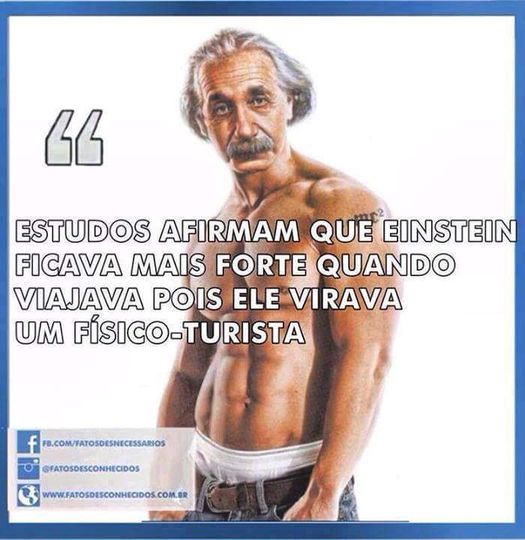 “
mc²
ESTUDOS AFIRMAM QUE EINSTEIN
FICAVA MAIS FORTE QUANDO
VIAJAVA POIS ELE VIRAVA
UM FÍSICO-TURISTA
FB.COM/FATOSDESNECESSARIOS
@FATOSDESCONHECIDOS
WWW.FATOSDESCONHECIDOS.COM.BR